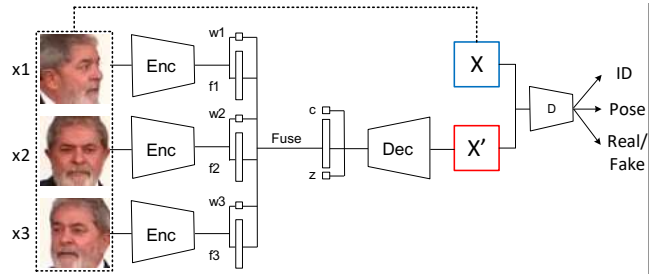 x1
Enc
w1
f1
x2
Enc
w2
f2
x3
Enc
w3
f3
Fuse
c
z
Dec
X
X'
D
ID
Pose
Real/
Fake